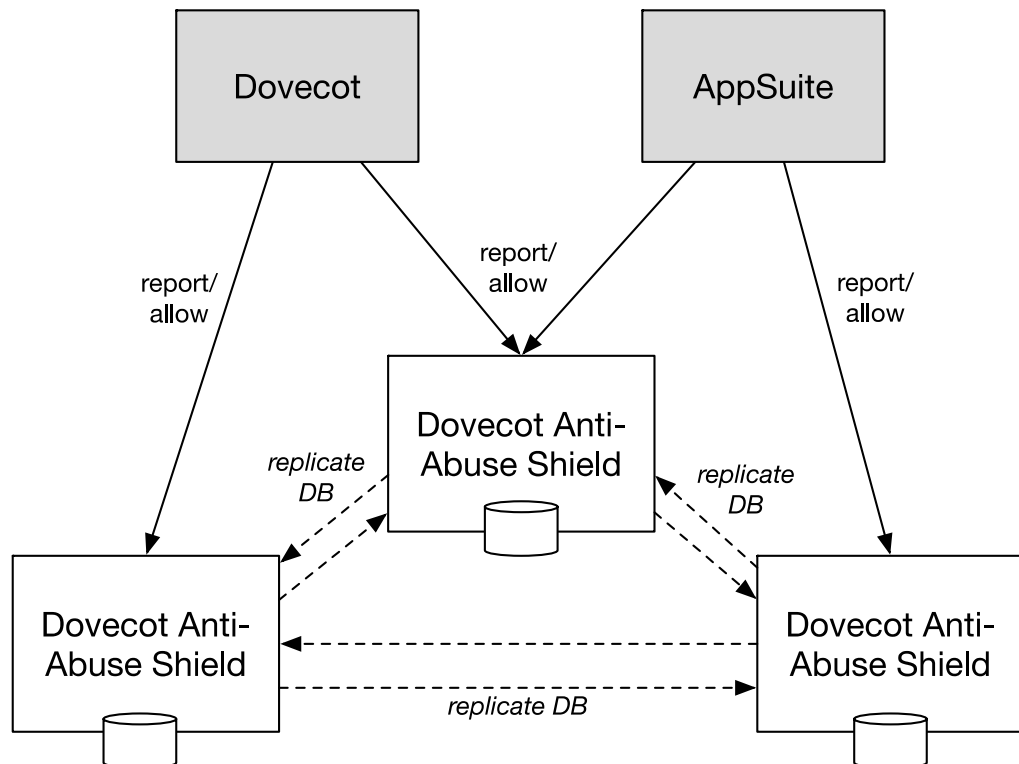 Dovecot
AppSuite
report/
allow
report/
allow
report/
allow
Dovecot Anti-
Abuse Shield
replicate
DB
replicate
DB
Dovecot Anti-
Abuse Shield
Dovecot Anti-
Abuse Shield
replicate DB